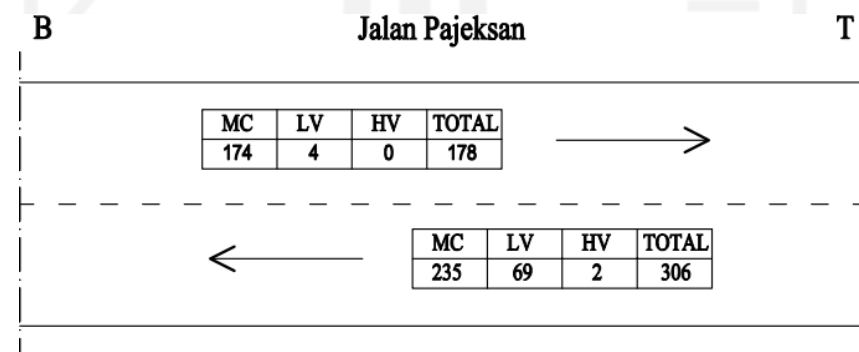 B Jalan Pajeksan T
MC LV HV TOTAL
174 4 0 178
MC LV HV TOTAL
235 69 2 306